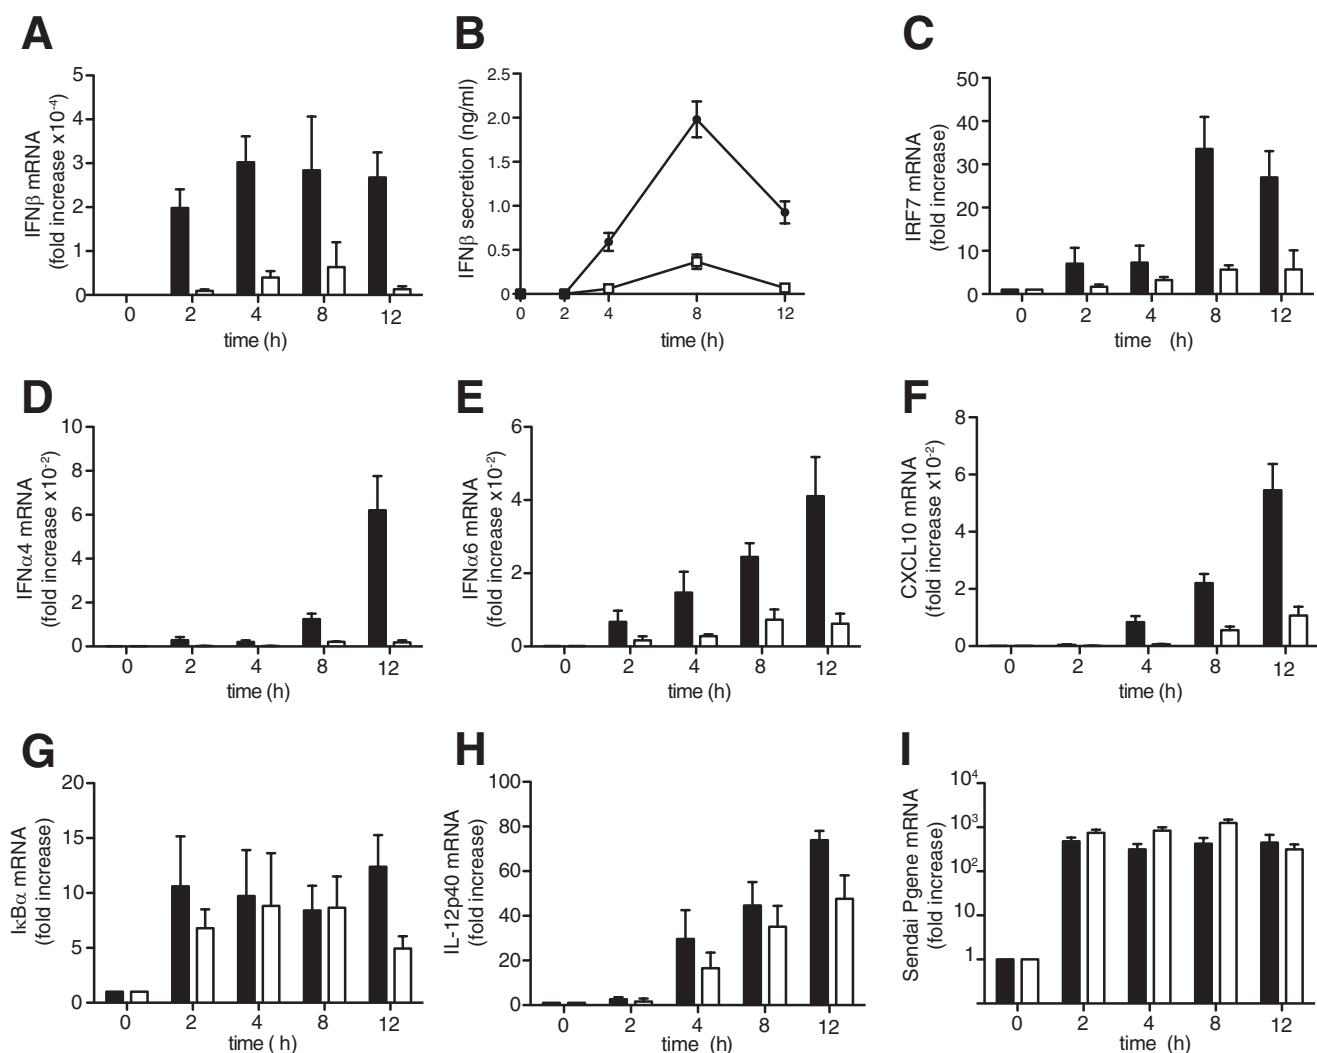 A
IFNβ mRNA
(fold increase x10-4)
5
4
3
2
1
0
0 2 4 8 12
time (h)
B
IFNβ secretion (ng/ml)
2.5
2.0
1.5
1.0
0.5
0
0 2 4 8 12
time (h)
C
IRF7 mRNA
(fold increase)
50
40
30
20
10
0
0 2 4 8 12
time (h)
D
IFNα4 mRNA
(fold increase x10-2)
10
8
6
4
2
0
0 2 4 8 12
time (h)
E
IFNα6 mRNA
(fold increase x10-2)
6
4
2
0
0 2 4 8 12
time (h)
F
CXCL10 mRNA
(fold increase x10-2)
8
6
4
2
0
0 2 4 8 12
time (h)
G
IκBα mRNA
(fold increase)
20
15
10
5
0
0 2 4 8 12
time ( h)
H
IL-12p40 mRNA
(fold increase)
100
80
60
40
20
0
0 2 4 8 12
time (h)
I
Sendai Pgene mRNA
(fold increase)
104
103
102
10
1
0 2 4 8 12
time (h)